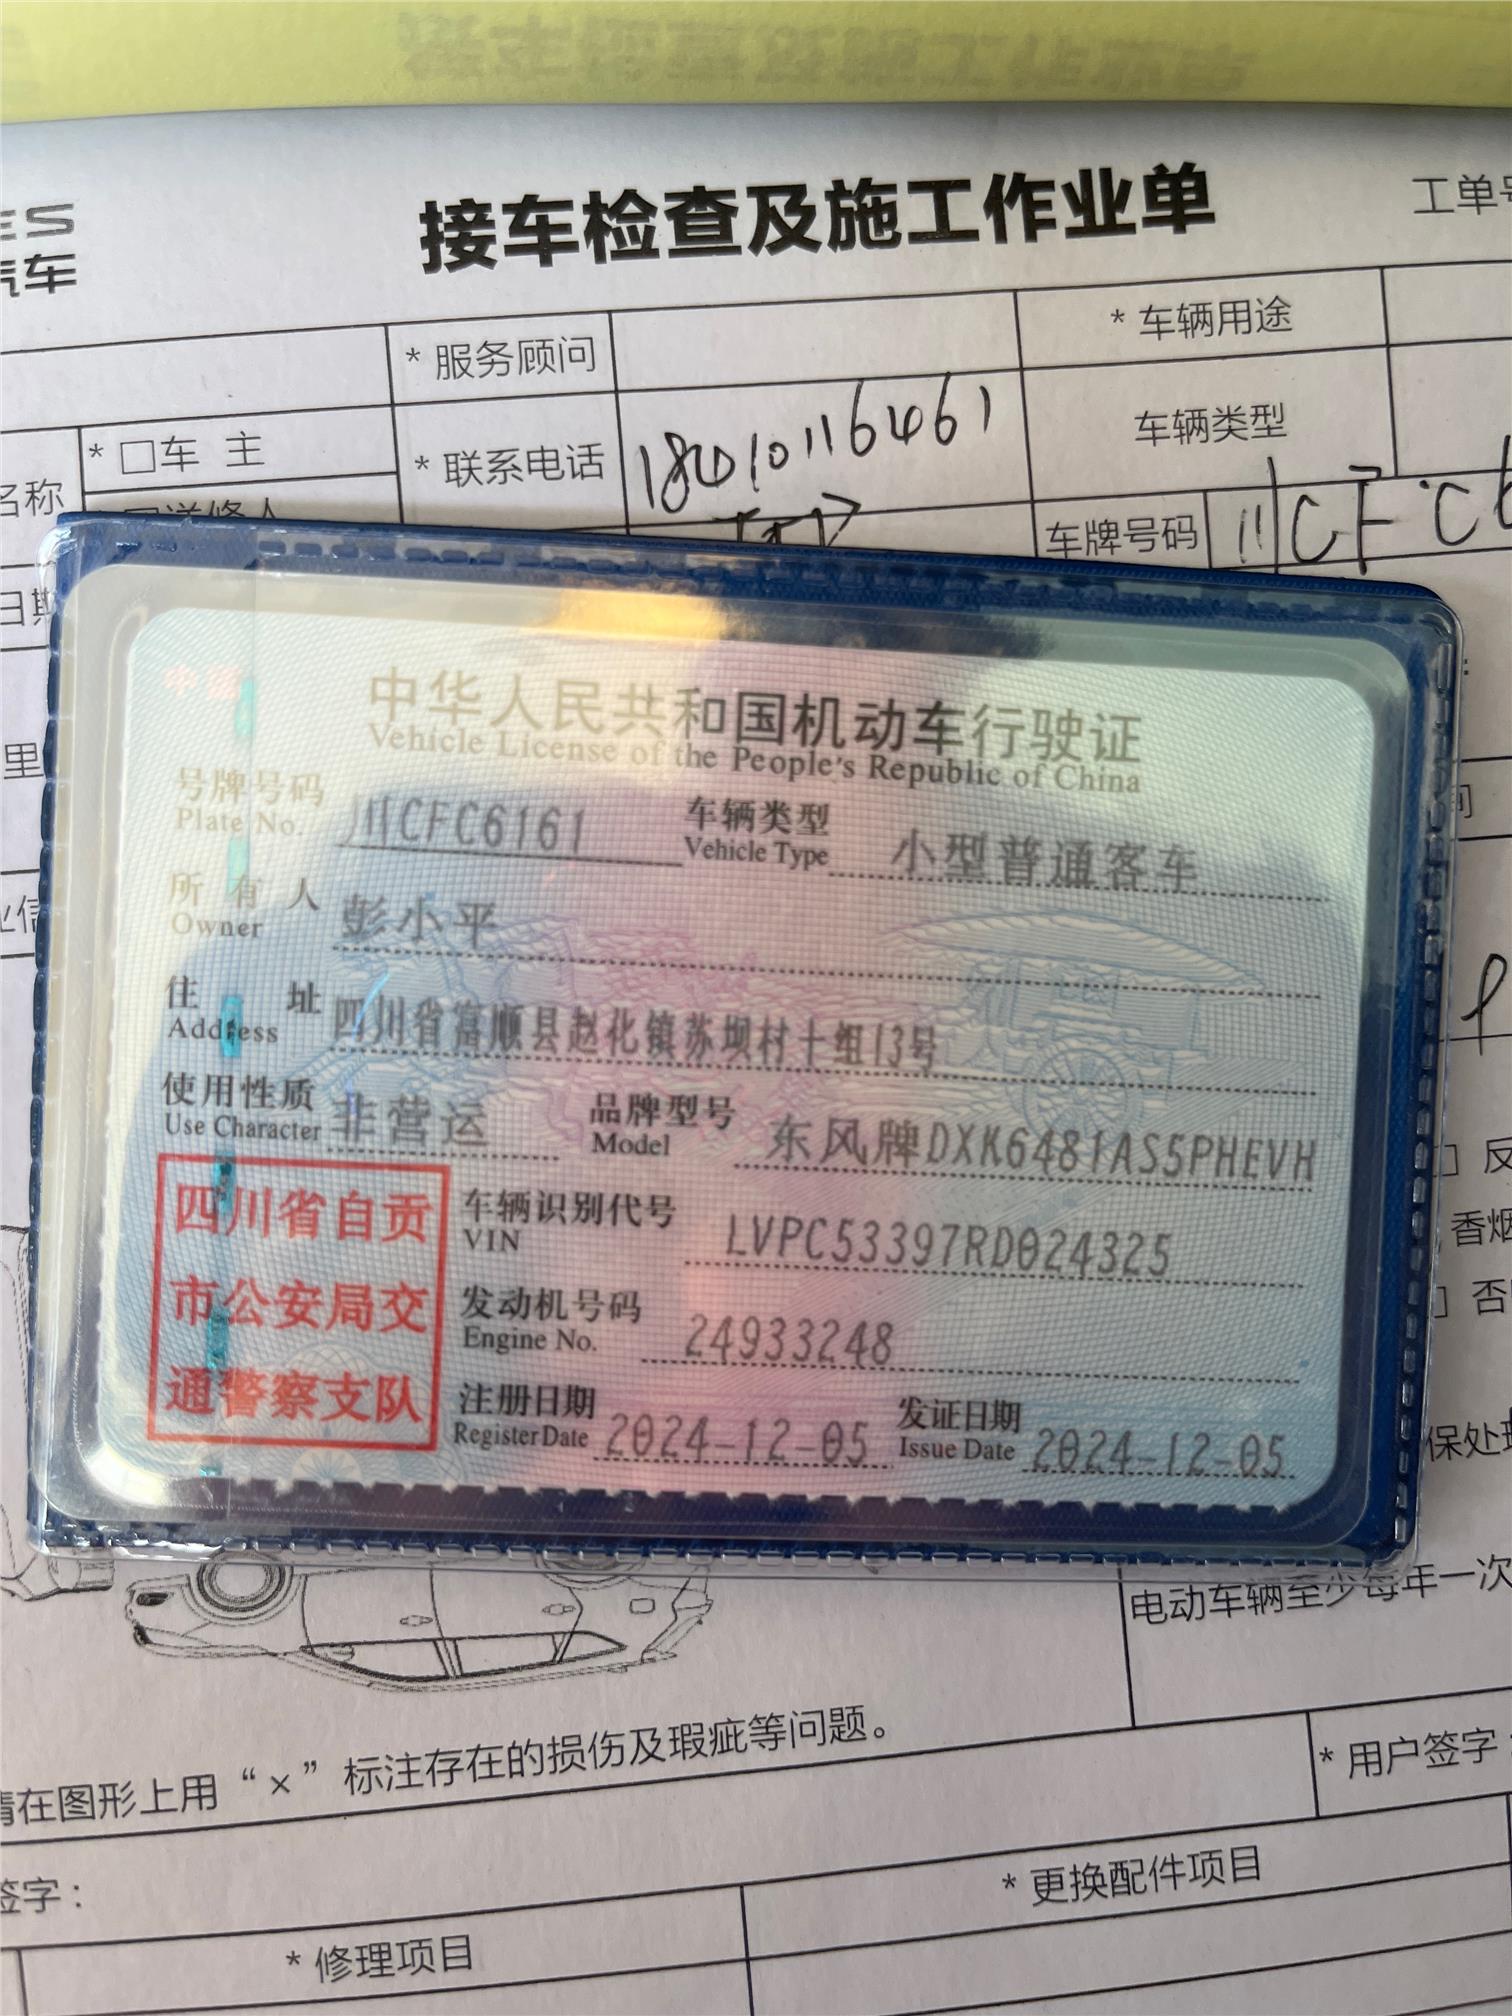 接车检查及施工作业单
工单号
ES
汽车
* 服务顾问
* 车辆用途
* □车 主
* 联系电话
18010116461
车辆类型
名称
车牌号码
川CFC6
日期
里
中华人民共和国机动车行驶证
Vehicle License of the People's Republic of China
号牌号码 川CFC6161 车辆类型 小型普通客车
Plate No. Vehicle Type
所有人 彭小平
Owner
住址 四川省富顺县赵化镇苏坝村十组13号
Address
使用性质 非营运 品牌型号 东风牌DXK6481AS5PHEVH
Use Character Model
四川省自贡
市公安局交
通警察支队
车辆识别代号 LVPC53397RD024325
VIN
发动机号码 24933248
Engine No.
注册日期 2024-12-05 发证日期 2024-12-05
Register Date Issue Date
□ 反
香烟
□ 否
保处理
电动车辆至少每年一次
请在图形上用“×”标注存在的损伤及瑕疵等问题。
* 用户签字
签字：
* 更换配件项目
* 修理项目